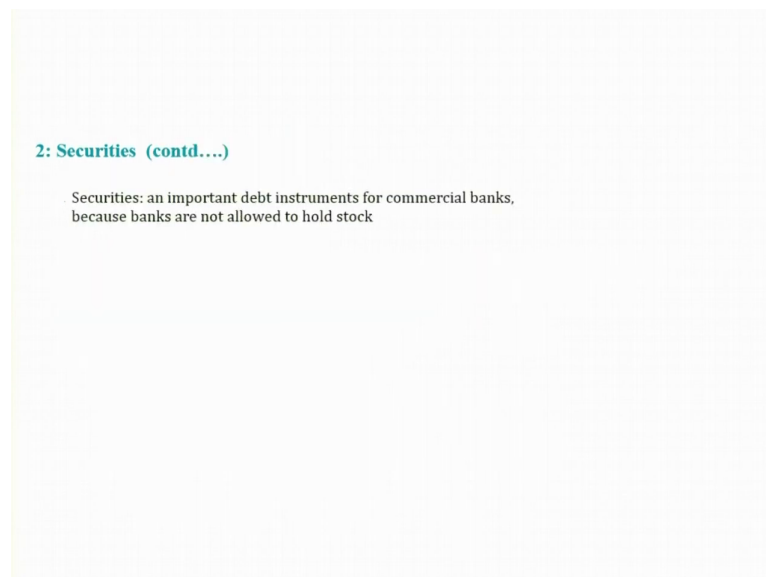 2: Securities (contd....)
Securities: an important debt instruments for commercial banks,
because banks are not allowed to hold stock